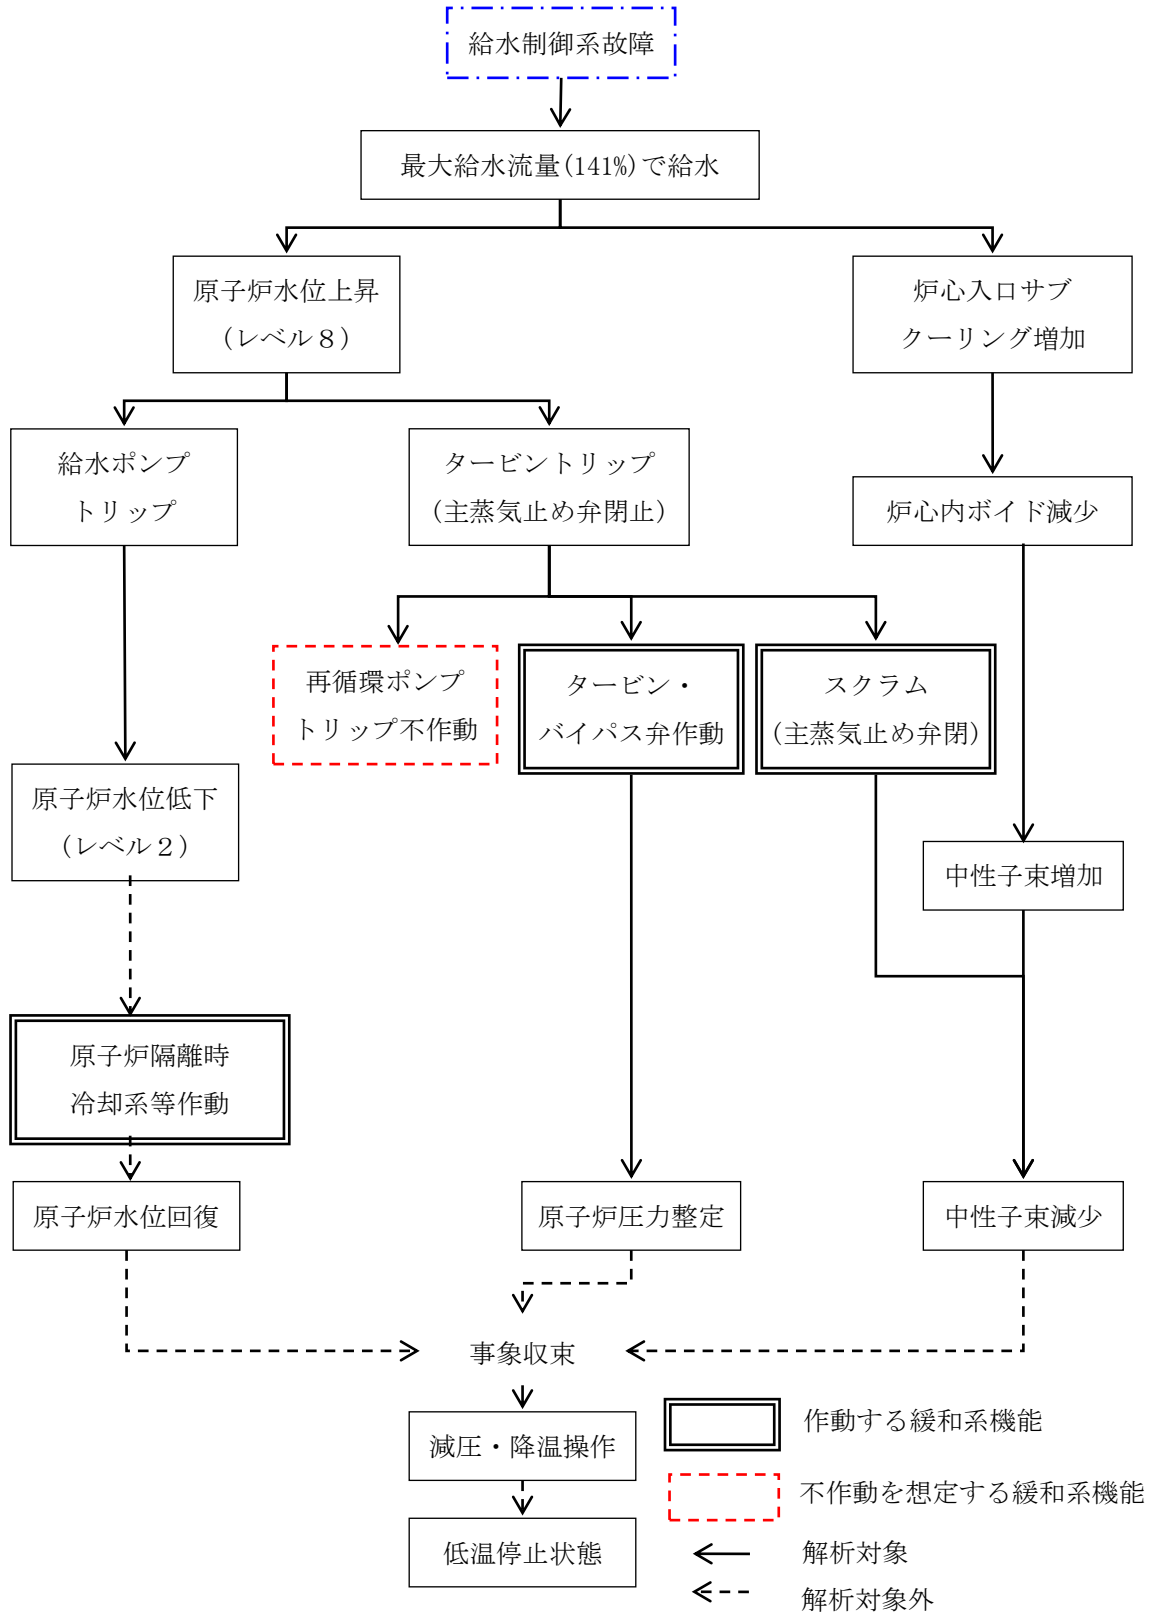 給水制御系故障
最大給水流量(141%)で給水
原子炉水位上昇
(レベル８)
炉心入口サブ
クーリング増加
給水ポンプ
トリップ
タービントリップ
(主蒸気止め弁閉止)
炉心内ボイド減少
再循環ポンプ
トリップ不作動
タービン・
バイパス弁作動
スクラム
(主蒸気止め弁閉)
原子炉水位低下
(レベル２)
中性子束増加
原子炉隔離時
冷却系等作動
原子炉水位回復
原子炉圧力整定
中性子束減少
事象収束
減圧・降温操作
低温停止状態
作動する緩和系機能
不作動を想定する緩和系機能
解析対象
解析対象外